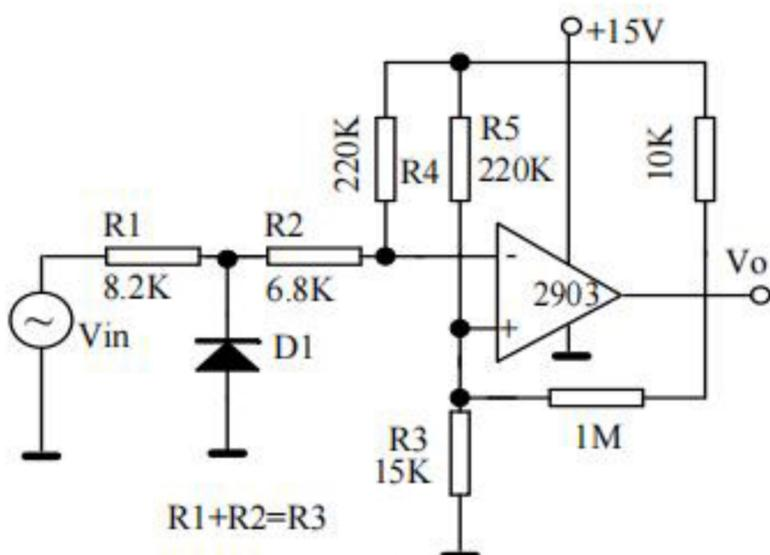 +15V
220K
R4
R5
220K
10K
R1
8.2K
R2
6.8K
-
+
2903
Vo
~
Vin
D1
R3
15K
1M
R1+R2=R3